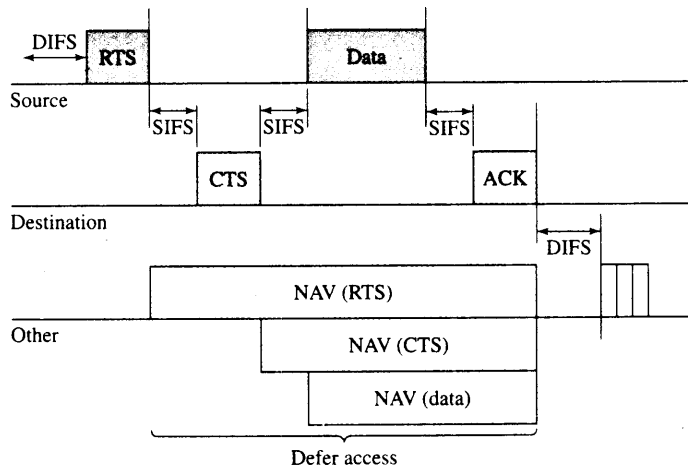 DIFS
RTS
Data
Source
SIFS
SIFS
SIFS
CTS
ACK
Destination
DIFS
NAV (RTS)
Other
NAV (CTS)
NAV (data)
Defer access